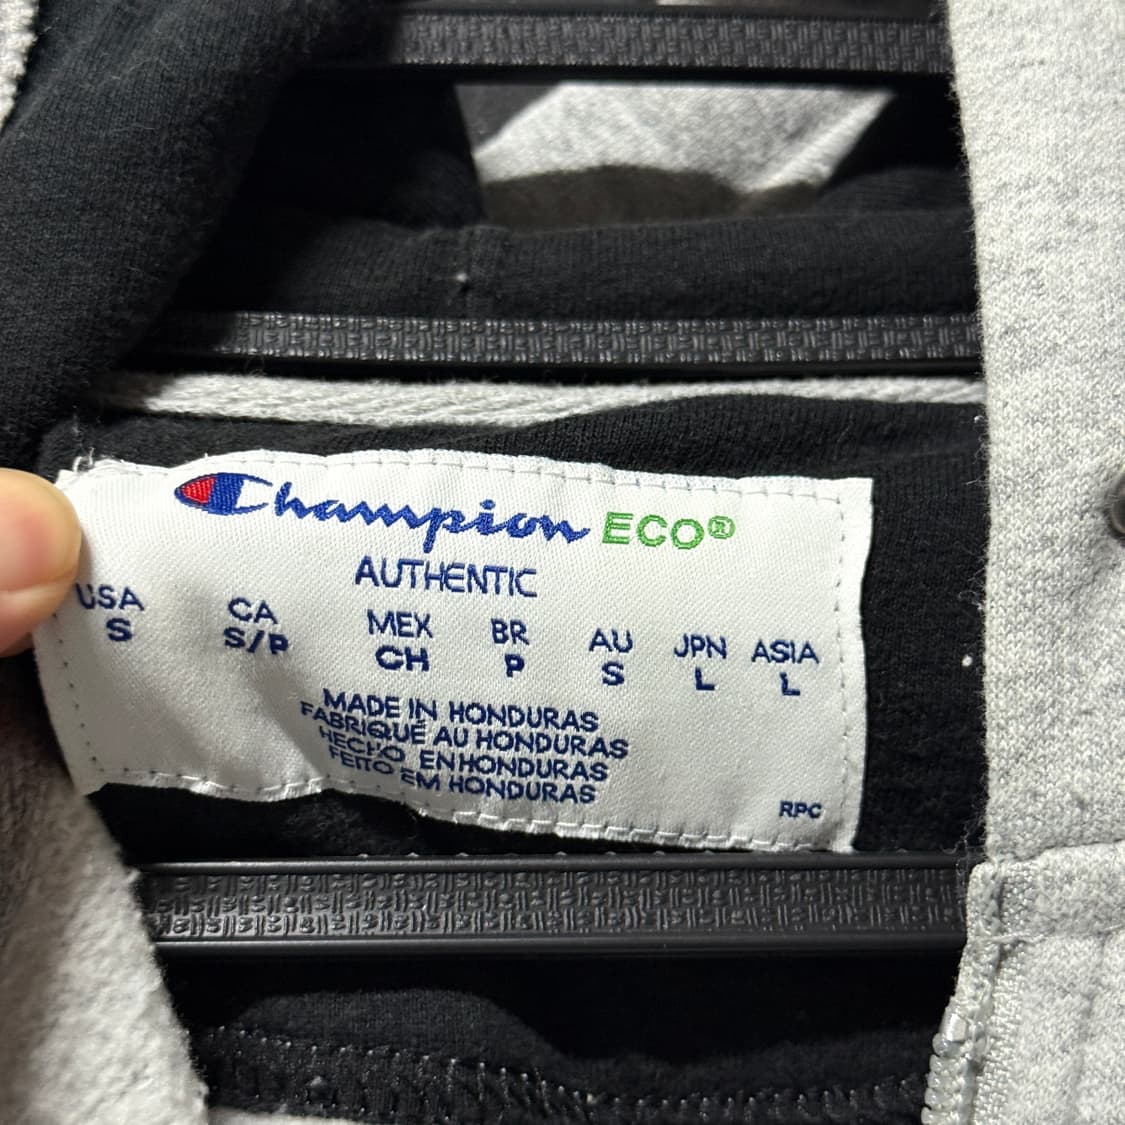 Champion ECO®
AUTHENTIC
USA CA MEX BR AU JPN ASIA
S S/P CH P S L L
MADE IN HONDURAS
FABRIQUÉ AU HONDURAS
HECHO EN HONDURAS
FEITO EM HONDURAS
RPC